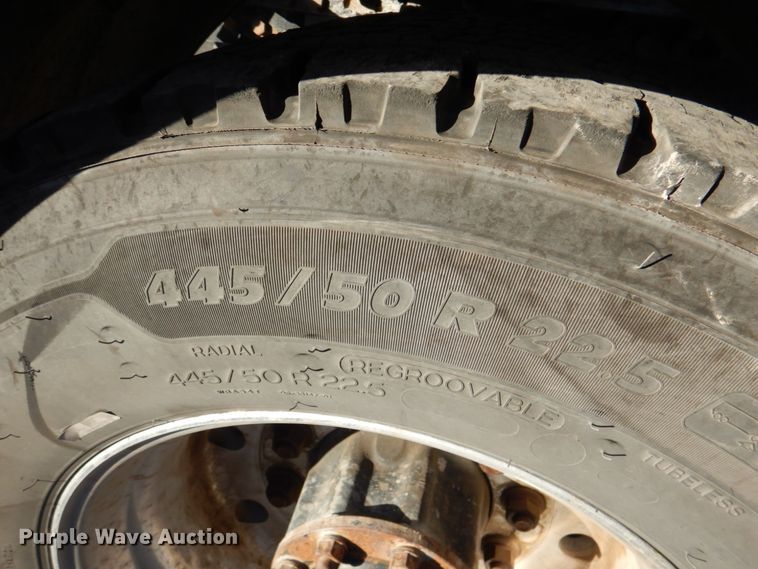 445/50 R 22.5
RADIAL
445/50 R 22.5
REGROOVABLE
TUBELESS
Purple Wave Auction